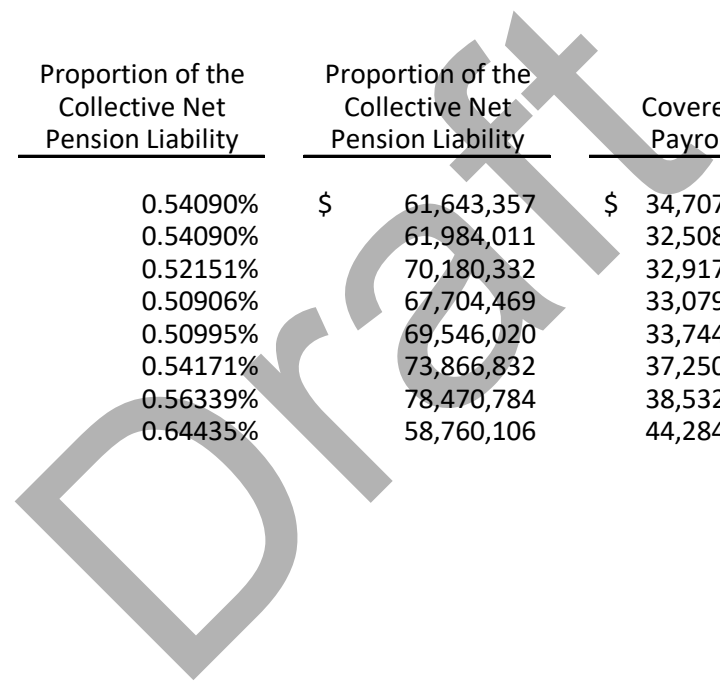 Proportion of the Proportion of the
Collective Net Collective Net Covere
Pension Liability Pension Liability Payro
0.54090% $ 61,643,357 $ 34,707
0.54090% 61,984,011 32,508
0.52151% 70,180,332 32,917
0.50906% 67,704,469 33,079
0.50995% 69,546,020 33,744
0.54171% 73,866,832 37,250
0.56339% 78,470,784 38,532
0.64435% 58,760,106 44,284
Draft